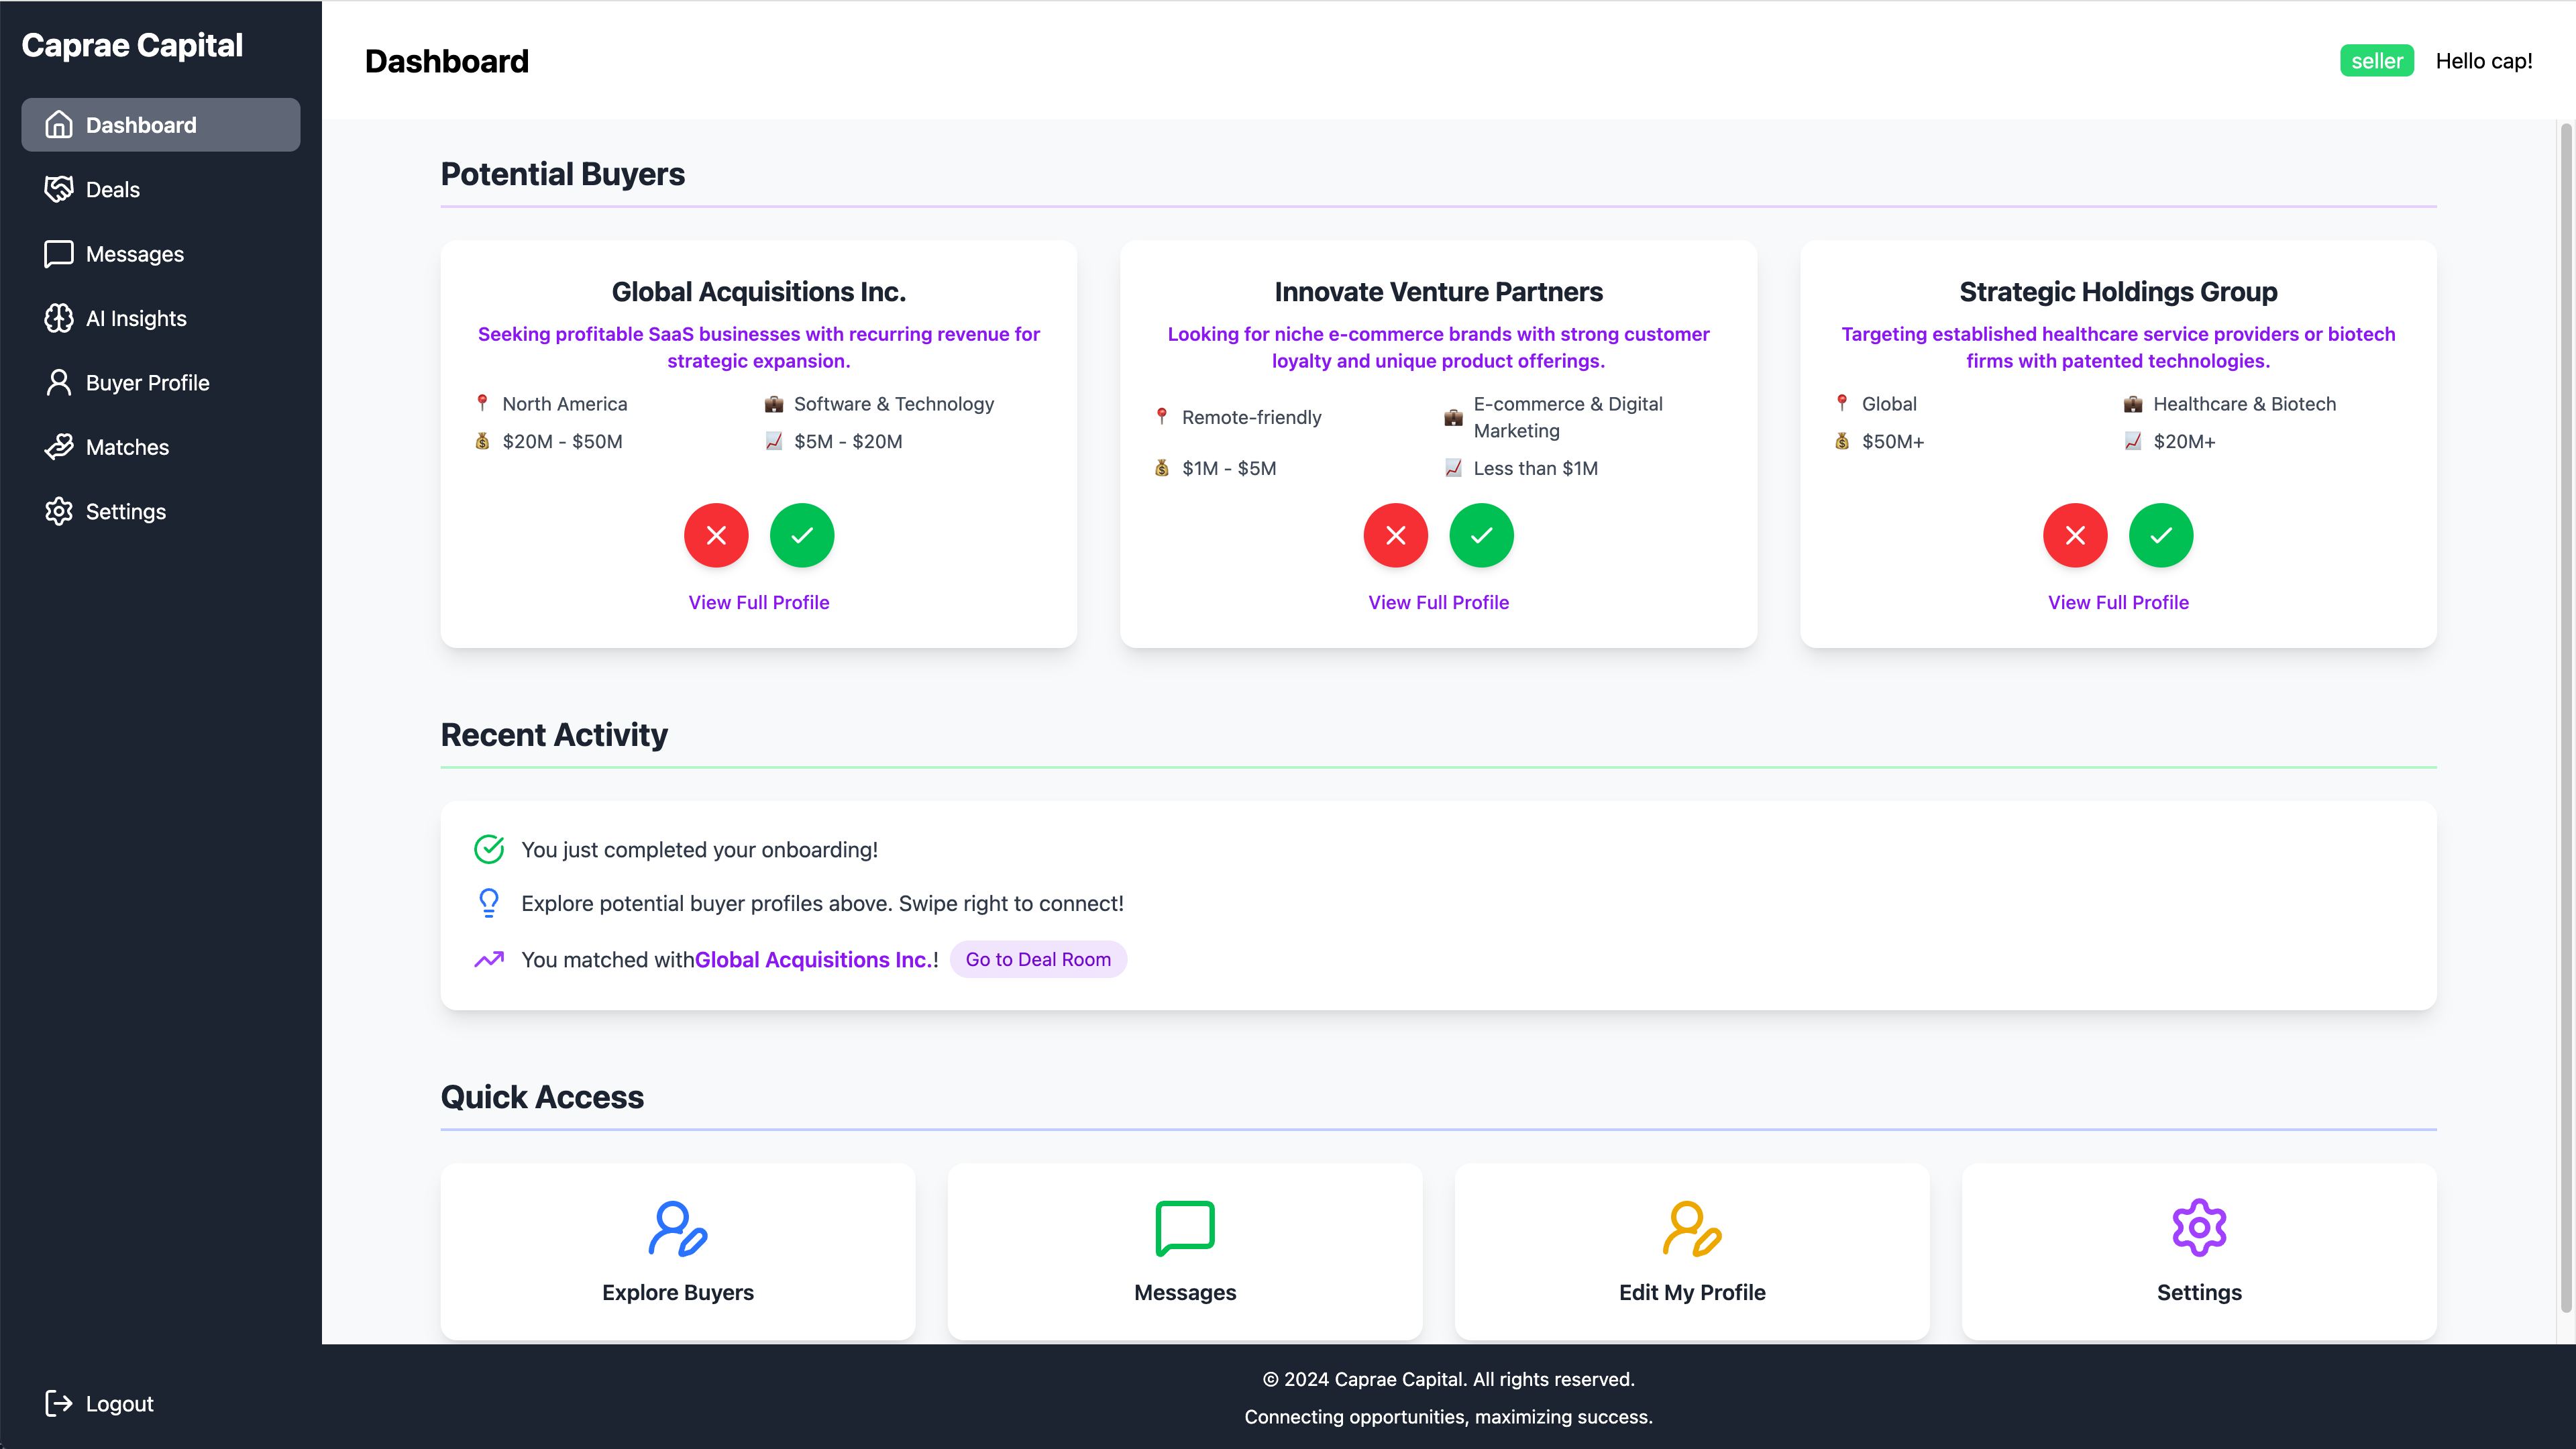 Caprae Capital
Dashboard
Deals
Messages
AI Insights
Buyer Profile
Matches
Settings
Logout
Dashboard
seller
Hello cap!
Potential Buyers
Global Acquisitions Inc.
Seeking profitable SaaS businesses with recurring revenue for
strategic expansion.
North America
Software & Technology
$20M - $50M
$5M - $20M
View Full Profile
Innovate Venture Partners
Looking for niche e-commerce brands with strong customer
loyalty and unique product offerings.
Remote-friendly
E-commerce & Digital
Marketing
$1M - $5M
Less than $1M
View Full Profile
Strategic Holdings Group
Targeting established healthcare service providers or biotech
firms with patented technologies.
Global
Healthcare & Biotech
$50M+
$20M+
View Full Profile
Recent Activity
You just completed your onboarding!
Explore potential buyer profiles above. Swipe right to connect!
You matched withGlobal Acquisitions Inc.! Go to Deal Room
Quick Access
Explore Buyers
Messages
Edit My Profile
Settings
© 2024 Caprae Capital. All rights reserved.
Connecting opportunities, maximizing success.